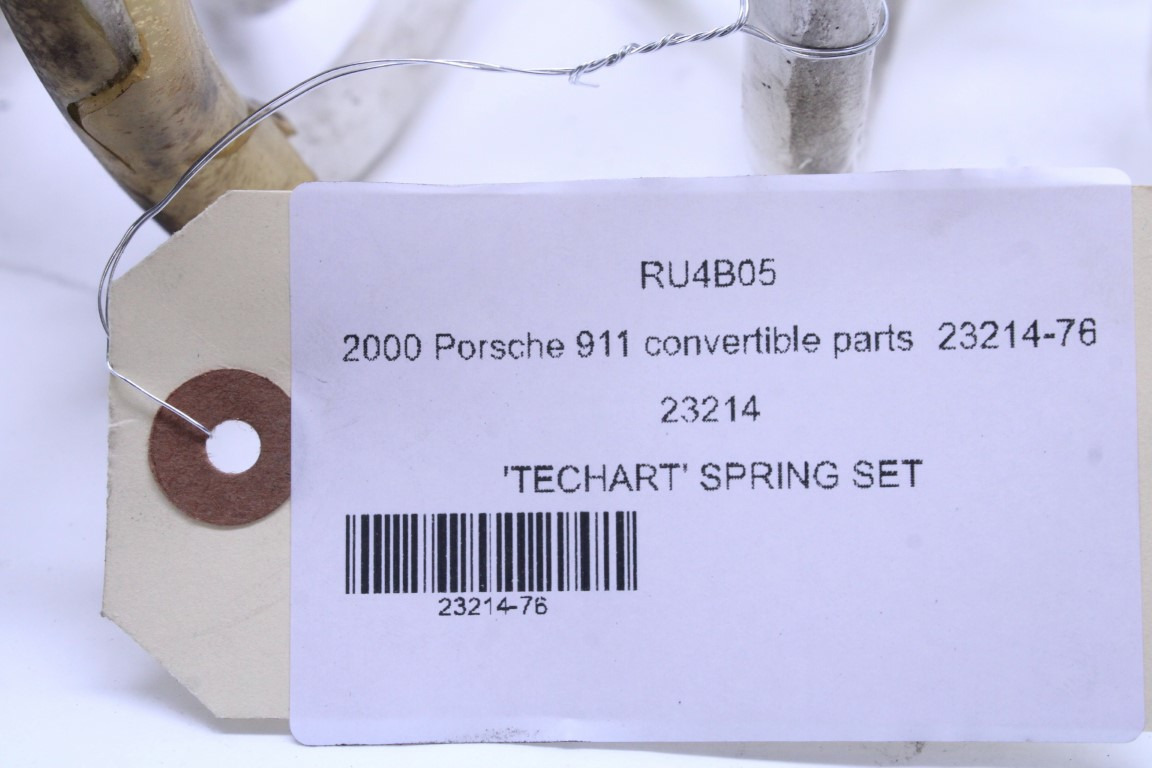 RU4B05
2000 Porsche 911 convertible parts 23214-76
23214
'TECHART' SPRING SET
23214-76